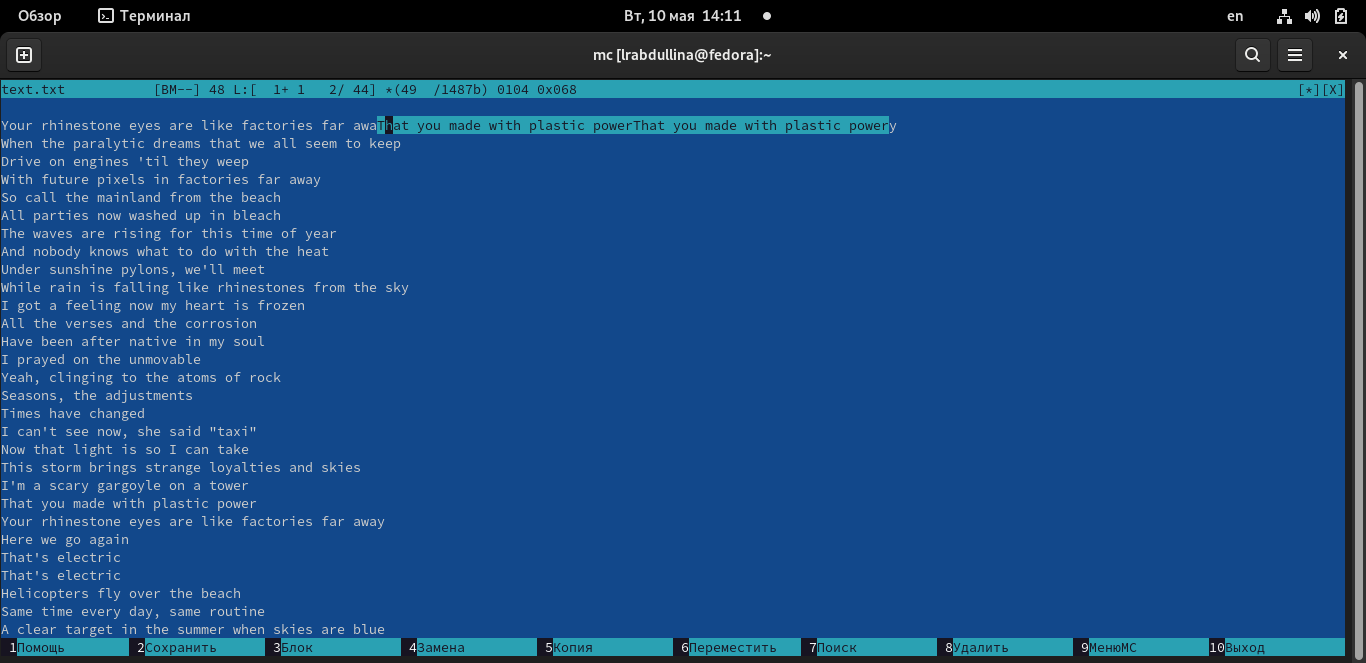 Обзор Терминал Вт, 10 мая 14:11 en
mc [lrabdullina@fedora]:~
text.txt [BM--] 48 L:[ 1+ 1 2/ 44] *(49 /1487b) 0104 0x068 [*][X]
Your rhinestone eyes are like factories far awaThat you made with plastic powerThat you made with plastic powery
When the paralytic dreams that we all seem to keep
Drive on engines 'til they weep
With future pixels in factories far away
So call the mainland from the beach
All parties now washed up in bleach
The waves are rising for this time of year
And nobody knows what to do with the heat
Under sunshine pylons, we'll meet
While rain is falling like rhinestones from the sky
I got a feeling now my heart is frozen
All the verses and the corrosion
Have been after native in my soul
I prayed on the unmovable
Yeah, clinging to the atoms of rock
Seasons, the adjustments
Times have changed
I can't see now, she said "taxi"
Now that light is so I can take
This storm brings strange loyalties and skies
I'm a scary gargoyle on a tower
That you made with plastic power
Your rhinestone eyes are like factories far away
Here we go again
That's electric
That's electric
Helicopters fly over the beach
Same time every day, same routine
A clear target in the summer when skies are blue
1Помощь 2Сохранить 3Блок 4Замена 5Копия 6Переместить 7Поиск 8Удалить 9МенюМС 10Выход